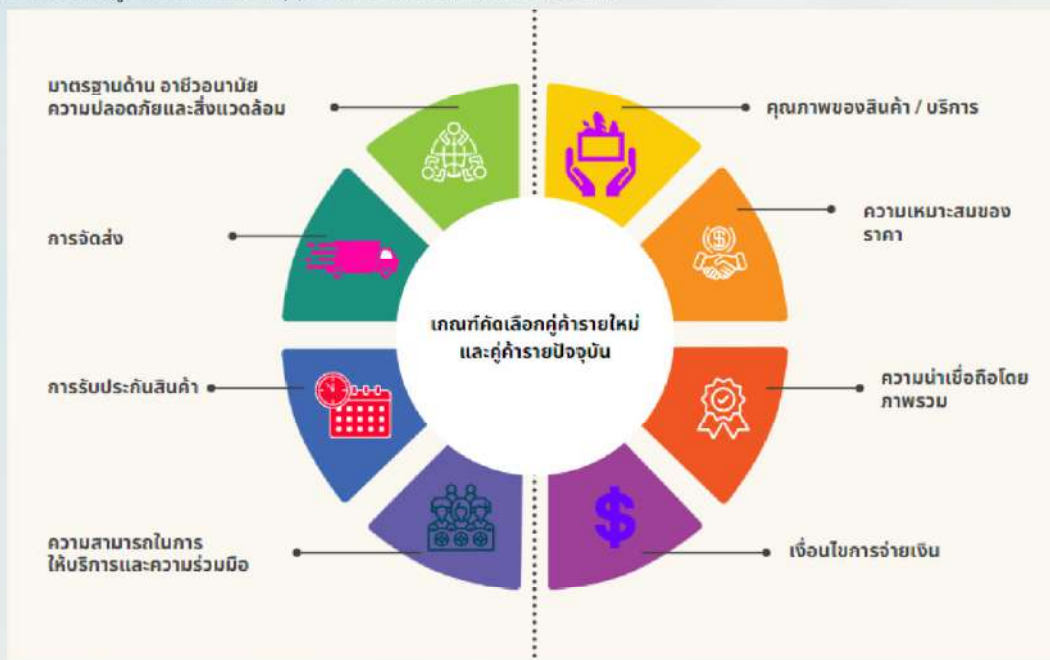 มาตรฐานด้าน อาชีวอนามัย
ความปลอดภัยและสิ่งแวดล้อม
คุณภาพของสินค้า / บริการ
การจัดส่ง
ความเหมาะสมของ
ราคา
เกณฑ์คัดเลือกคู่ค้ารายใหม่
และคู่ค้ารายปัจจุบัน
การรับประกันสินค้า
ความน่าเชื่อถือโดย
ภาพรวม
ความสามารถในการ
ให้บริการและความร่วมมือ
$
เงื่อนไขการจ่ายเงิน